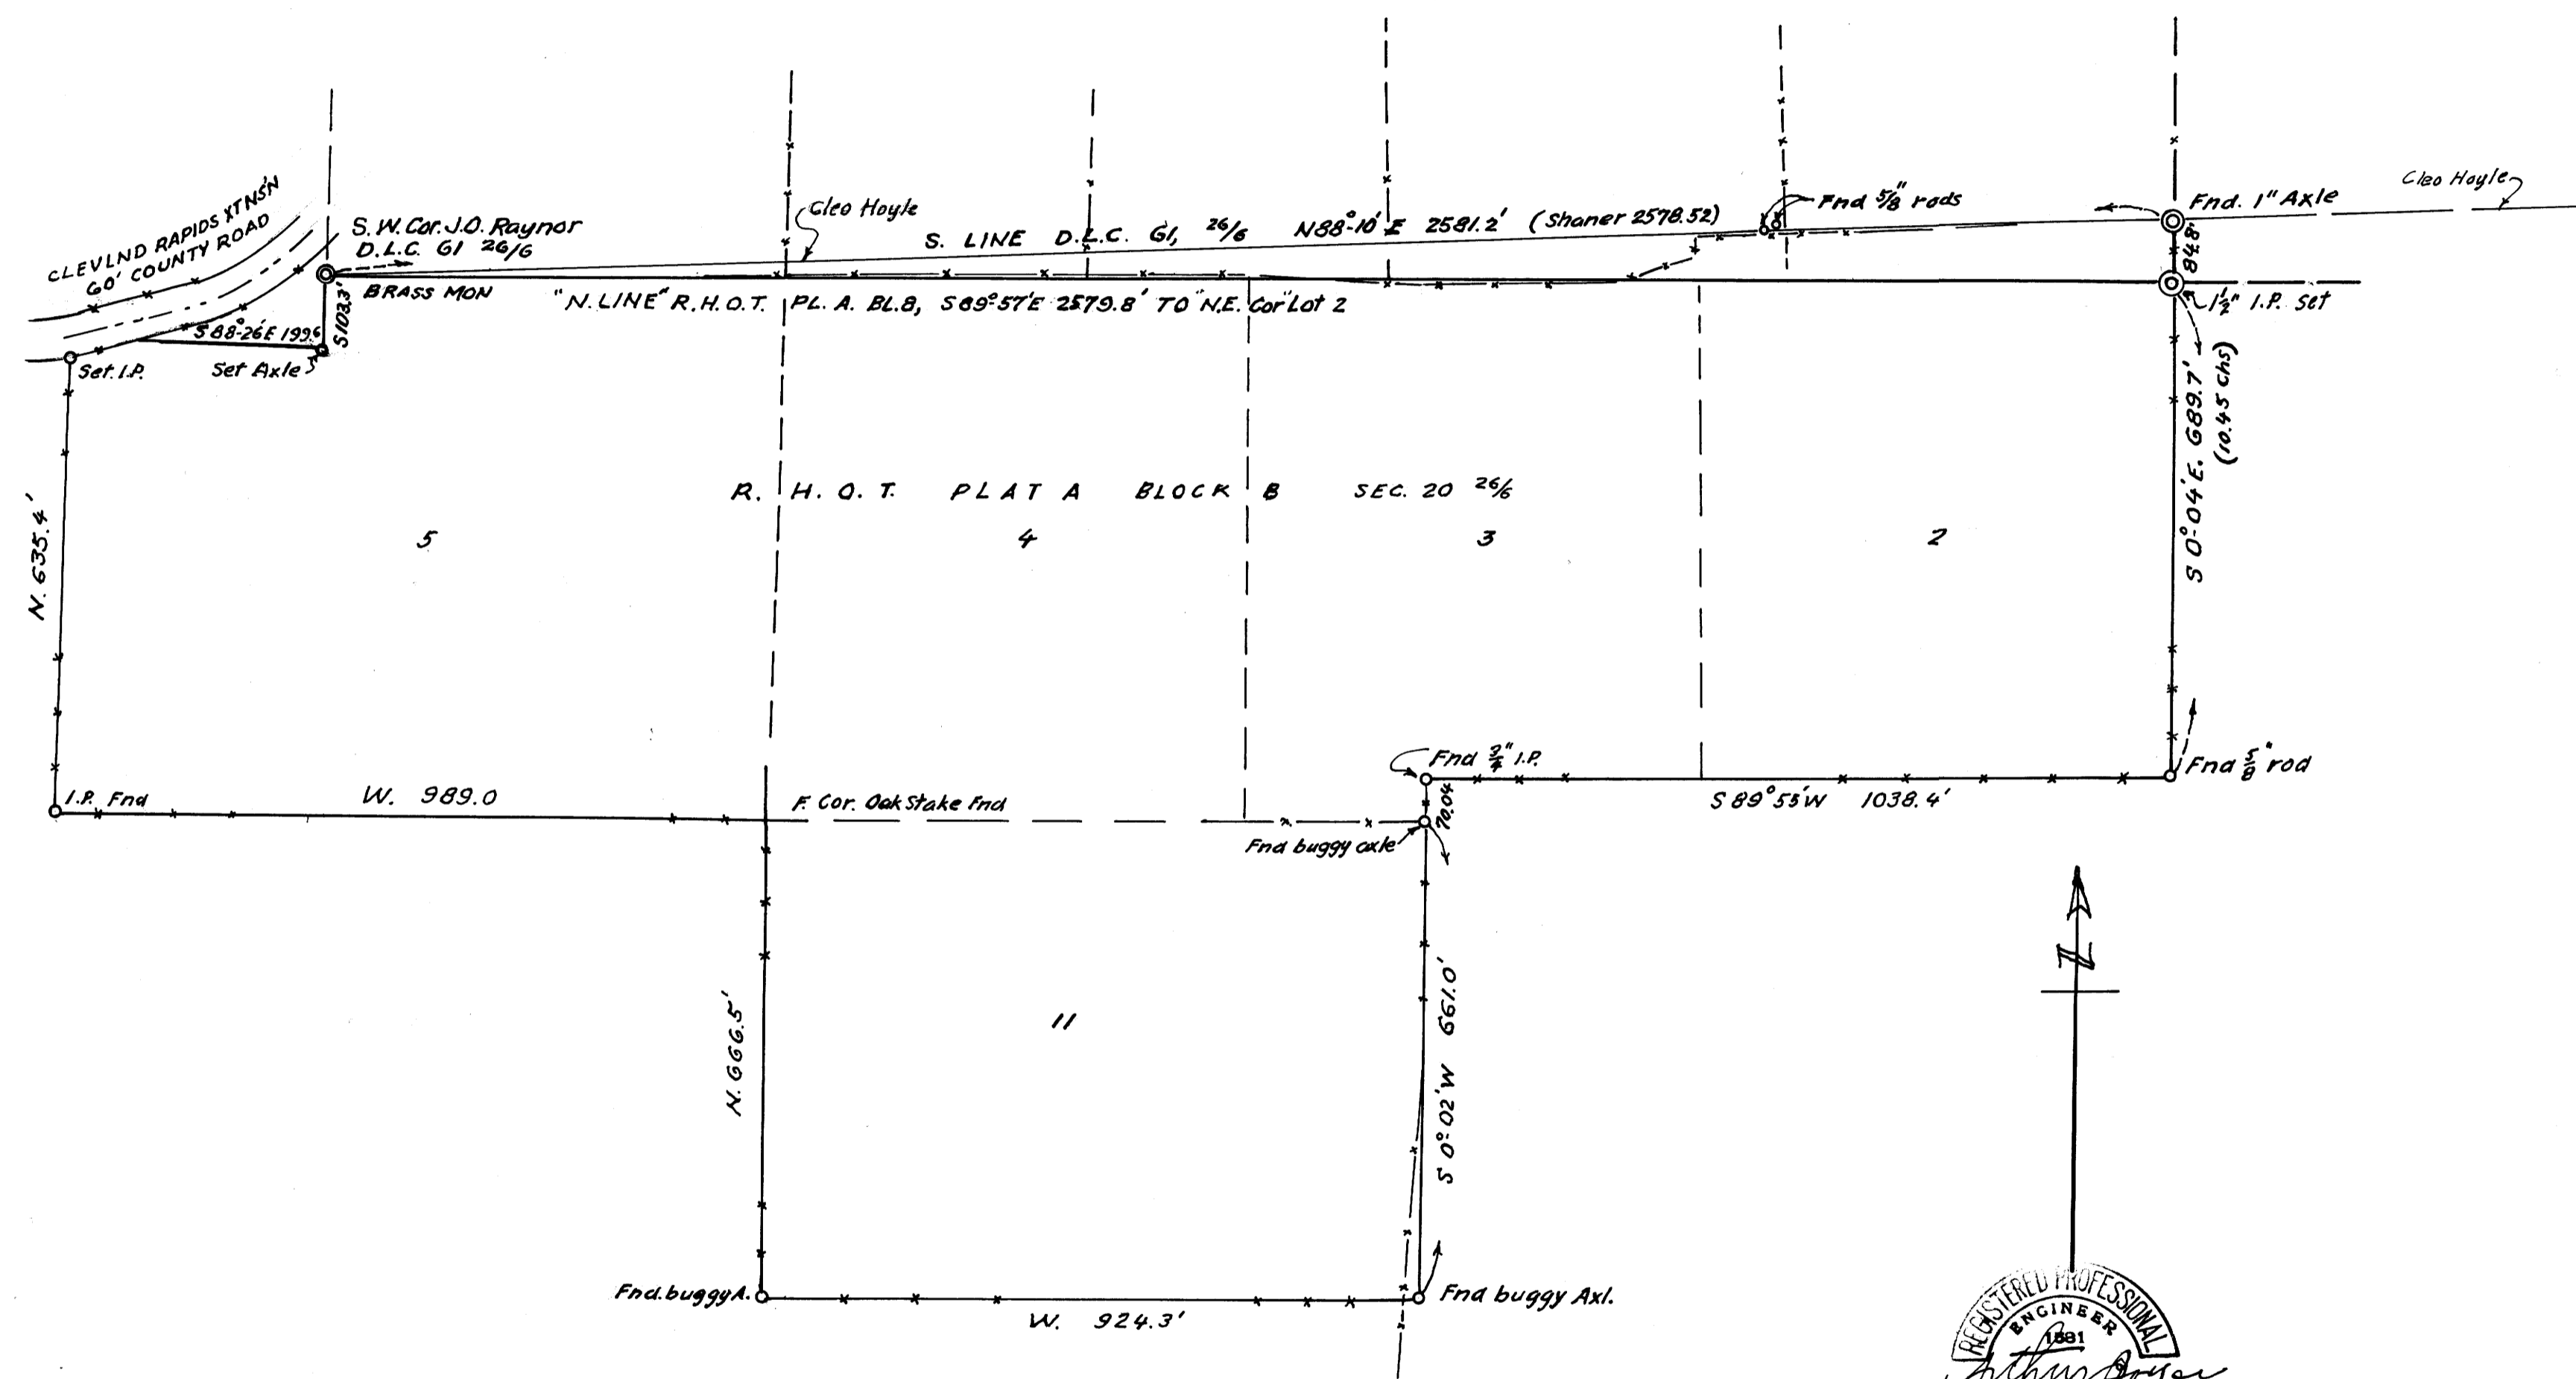 CLEVLND RAPIDS XTNS'N
60' COUNTY ROAD
S.W. Cor. J.O. Raynor
D.L.C. 61 26/6
BRASS MON
Cleo Hoyle
S. LINE D.L.C. 61, 26/6 N88°-10' E 2581.2' (Shaner 2578.52)
Fnd 5/8" rods
Fnd. 1" Axle
Cleo Hoyle
84.8'
1½" I.P. set
"N. LINE" R.H.O.T. PL. A. BL.B, S89°57'E 2579.8' TO "N.E. Cor" Lot 2
S 88°-26'E 199.6
S 103.3'
Set. I.P.
Set Axle
S 0°-04'E. 689.7'
(10.45 chs)
N. 635.4'
R. H. O. T. PLAT A BLOCK B SEC. 20 26/6
5
4
3
2
Fnd ¾" I.P.
Fnd 5/8" rod
I.P. Fnd
W. 989.0
F. Cor. Oak Stake Fnd
70.04
S 89°55'W 1038.4'
Fnd buggy axle
N. 666.5'
11
S 0°-02'W 661.0'
N
Fnd. buggy A.
Fnd buggy Axl.
W. 924.3'
REGISTERED PROFESSIONAL
ENGINEER
1581
Arthur